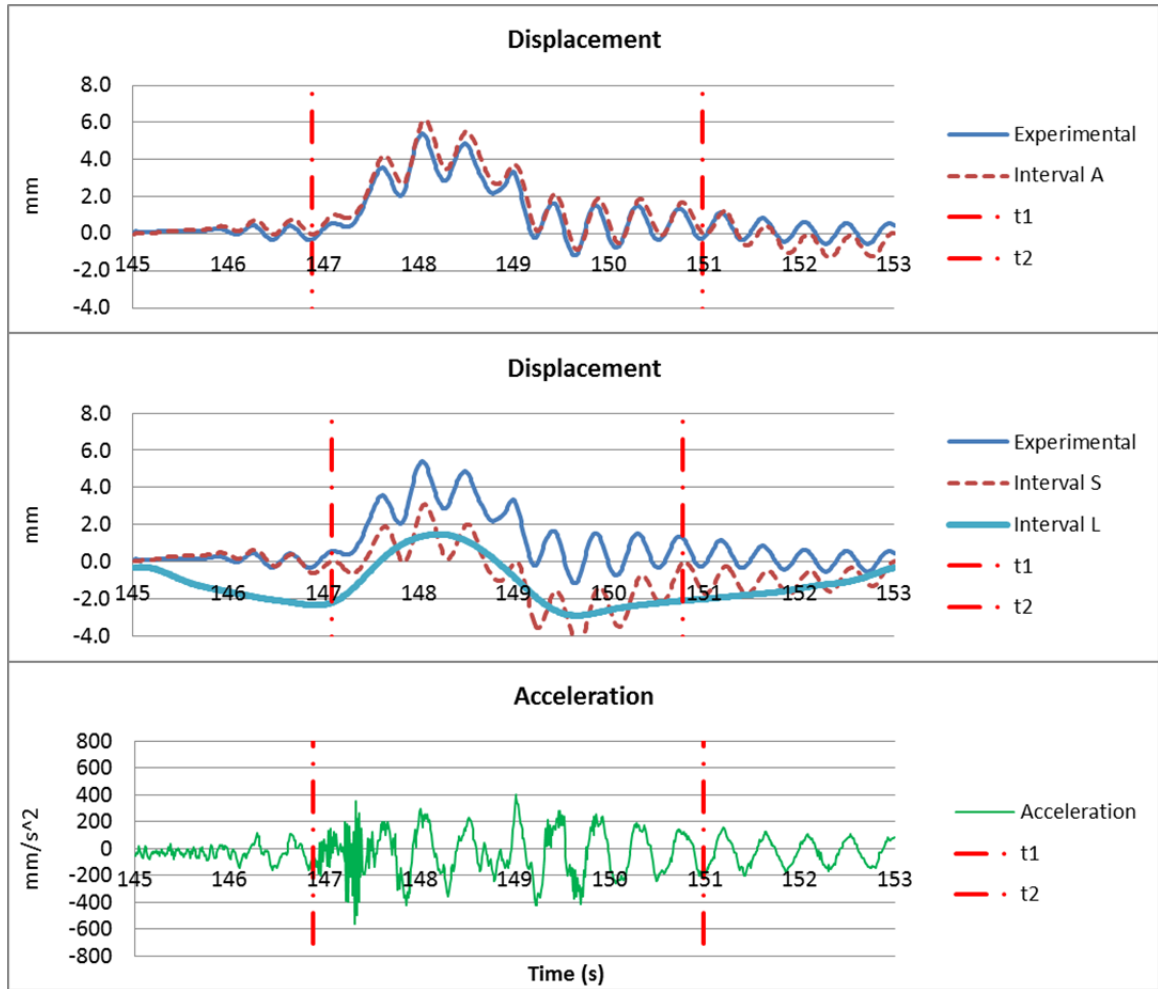 Displacement
8.0
6.0
4.0
2.0
0.0
-2.0
-4.0
mm
145 146 147 148 149 150 151 152 153
Experimental
Interval A
t1
t2
Displacement
8.0
6.0
4.0
2.0
0.0
-2.0
-4.0
mm
145 146 147 148 149 150 151 152 153
Experimental
Interval S
Interval L
t1
t2
Acceleration
800
600
400
200
0
-200
-400
-600
-800
mm/s^2
145 146 147 148 149 150 151 152 153
Time (s)
Acceleration
t1
t2